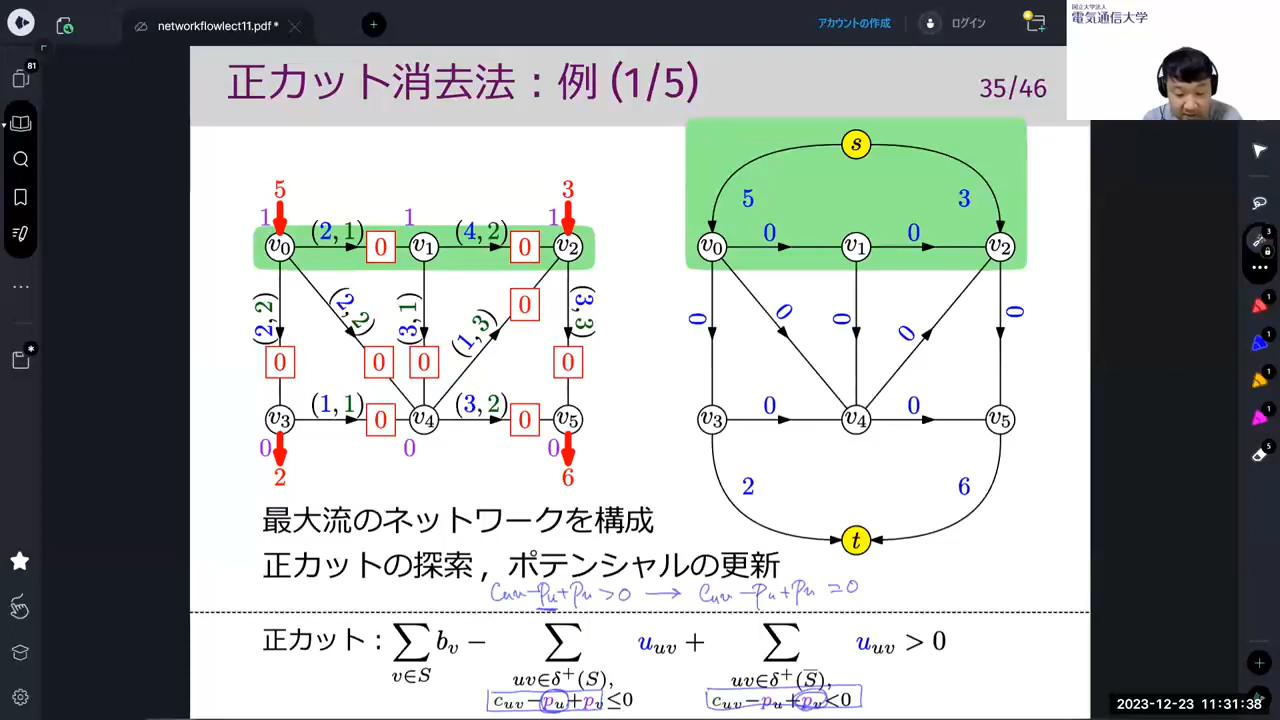 networkflowlect11.pdf *
アカウントの作成
ログイン
国立大学法人
電気通信大学
81
正カット消去法：例 (1/5)
35/46
5
3
1
1
1
v0
(2, 1)
0
v1
(4, 2)
0
v2
(2, 2)
(2, 2)
(3, 1)
(1, 3)
0
(3, 3)
0
0
0
0
v3
(1, 1)
0
v4
(3, 2)
0
v5
0
0
0
2
6
s
5
3
v0
0
v1
0
v2
0
0
0
0
0
v3
0
v4
0
v5
2
6
t
最大流のネットワークを構成
正カットの探索，ポテンシャルの更新
Cuv-pu+pv>0 → Cuv-pu+pv=0
正カット：∑ bv − ∑ uuv + ∑ uuv > 0
v∈S
uv∈δ+(S),
cuv−pu+pv≤0
uv∈δ+(S̄),
cuv−pu+pv<0
3
1
1
1
1
5
2023-12-23 11:31:38